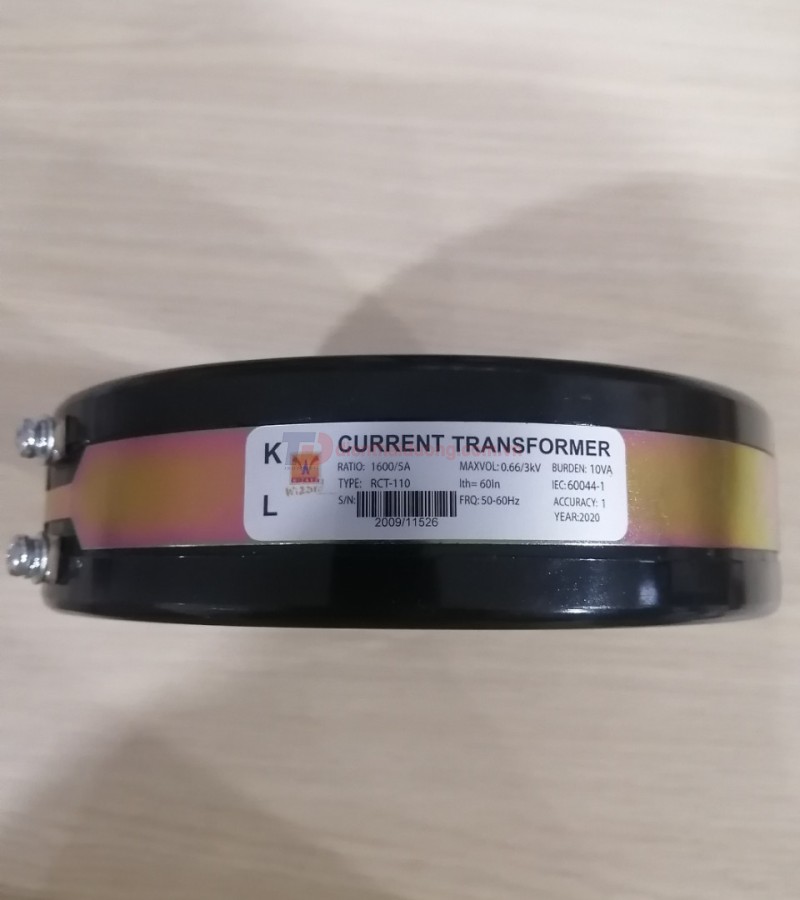 K
L
CURRENT TRANSFORMER
RATIO: 1600/5A MAXVOL: 0.66/3kV BURDEN: 10VA
TYPE: RCT-110 Ith= 60In IEC: 60044-1
S/N: FRQ: 50-60Hz ACCURACY: 1
2009/11526 YEAR:2020